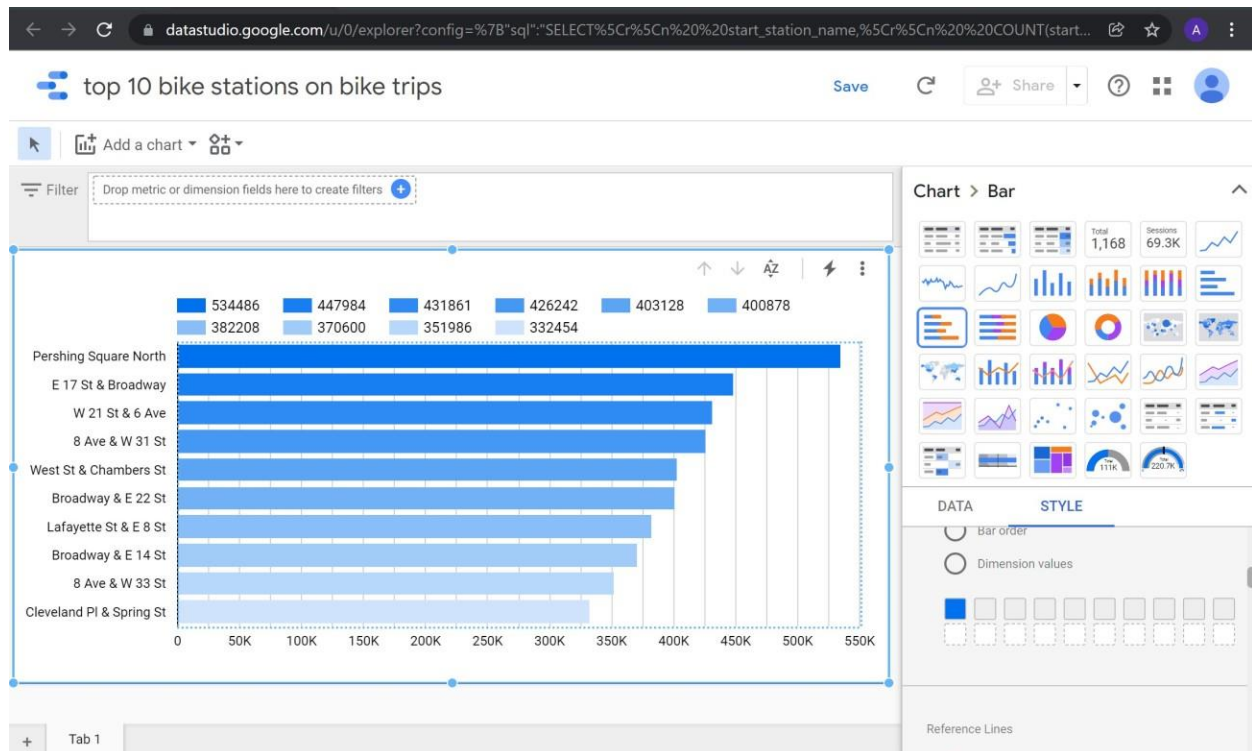 datastudio.google.com/u/0/explorer?config=%7B"sql":"SELECT%5Cr%5Cn%20%20start_station_name,%5Cr%5Cn%20%20COUNT(start...
A
top 10 bike stations on bike trips
Save
Share
Add a chart
Filter
Drop metric or dimension fields here to create filters
AZ
534486 447984 431861 426242 403128 400878
382208 370600 351986 332454
Pershing Square North
E 17 St & Broadway
W 21 St & 6 Ave
8 Ave & W 31 St
West St & Chambers St
Broadway & E 22 St
Lafayette St & E 8 St
Broadway & E 14 St
8 Ave & W 33 St
Cleveland Pl & Spring St
0 50K 100K 150K 200K 250K 300K 350K 400K 450K 500K 550K
Tab 1
Chart > Bar
Total
1,168
Sessions
69.3K
111K
220.7K
DATA STYLE
Bar order
Dimension values
Reference Lines